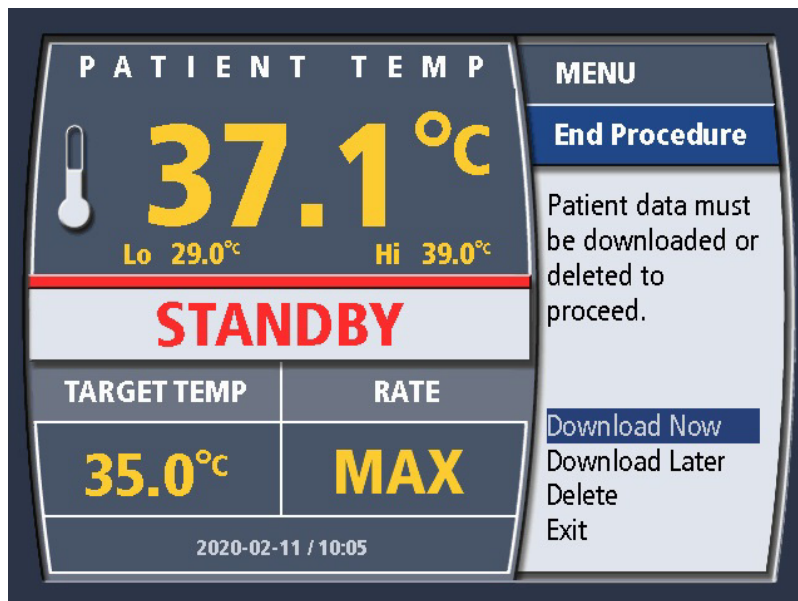 PATIENT TEMP
37.1°C
Lo 29.0°C Hi 39.0°C
STANDBY
TARGET TEMP
35.0°C
RATE
MAX
2020-02-11 / 10:05
MENU
End Procedure
Patient data must
be downloaded or
deleted to
proceed.
Download Now
Download Later
Delete
Exit